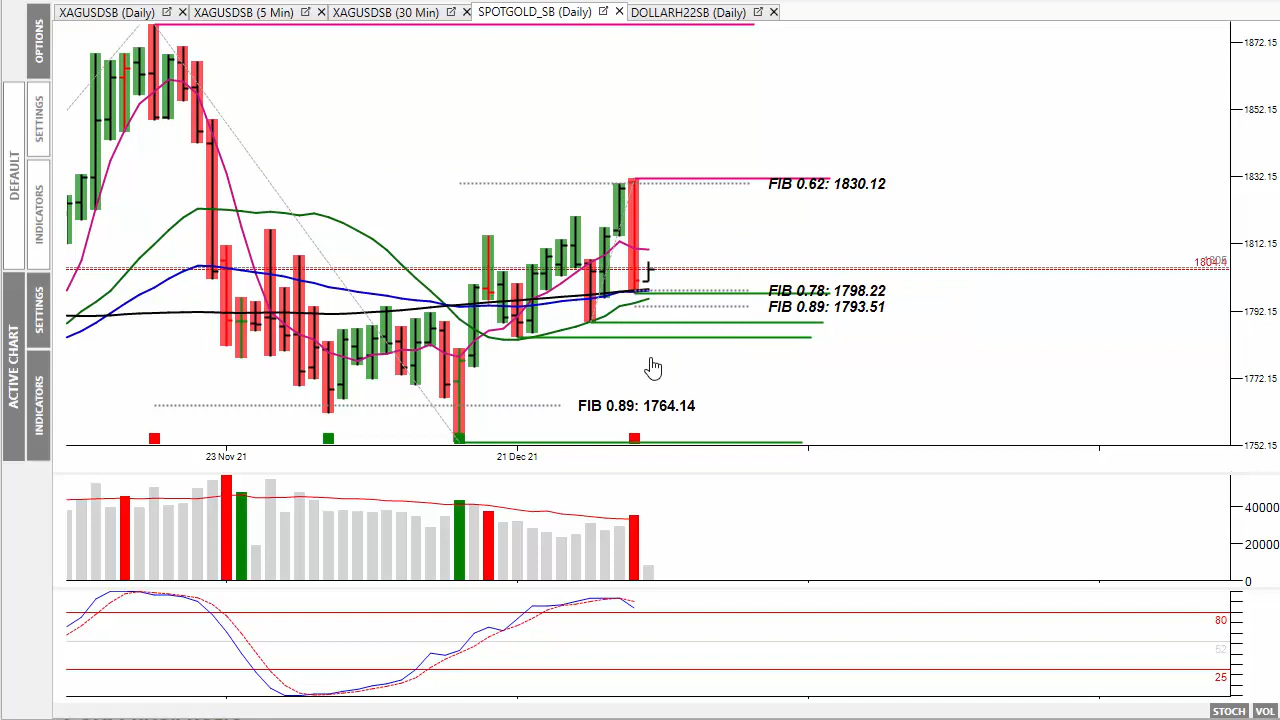 XAGUSDSB (Daily) XAGUSDSB (5 Min) XAGUSDSB (30 Min) SPOTGOLD_SB (Daily) DOLLARH22SB (Daily)
OPTIONS
SETTINGS
INDICATORS
DEFAULT
SETTINGS
INDICATORS
ACTIVE CHART
1872.15
1852.15
1832.15
1812.15
1792.15
1772.15
1752.15
FIB 0.62: 1830.12
FIB 0.78: 1798.22
FIB 0.89: 1793.51
FIB 0.89: 1764.14
23 Nov 21
21 Dec 21
40000
20000
0
80
52
25
STOCH VOL